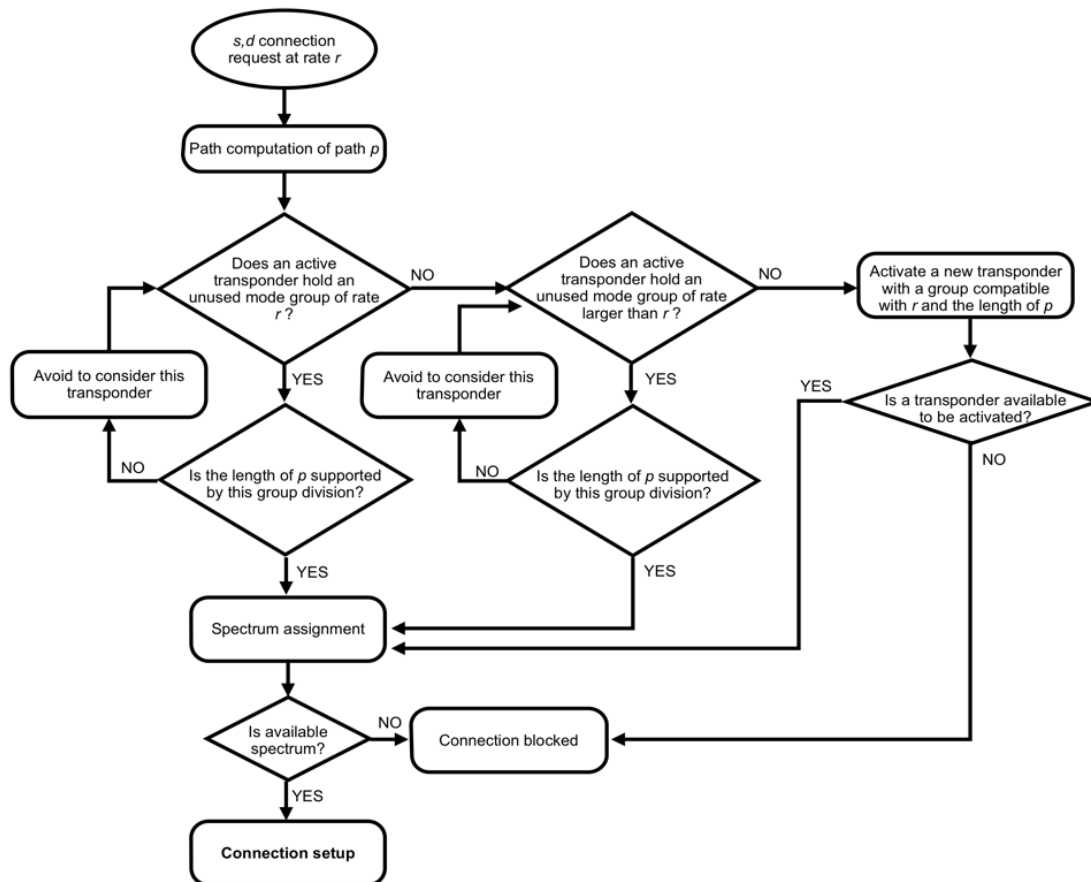 s,d connection
request at rate r
Path computation of path p
Does an active
transponder hold an
unused mode group of rate
r ?
NO
Does an active
transponder hold an
unused mode group of rate
larger than r ?
NO
Activate a new transponder
with a group compatible
with r and the length of p
Avoid to consider this
transponder
YES
Avoid to consider this
transponder
YES
YES
Is a transponder available
to be activated?
NO
NO
Is the length of p supported
by this group division?
NO
Is the length of p supported
by this group division?
YES
YES
Spectrum assignment
Is available
spectrum?
NO
Connection blocked
YES
Connection setup